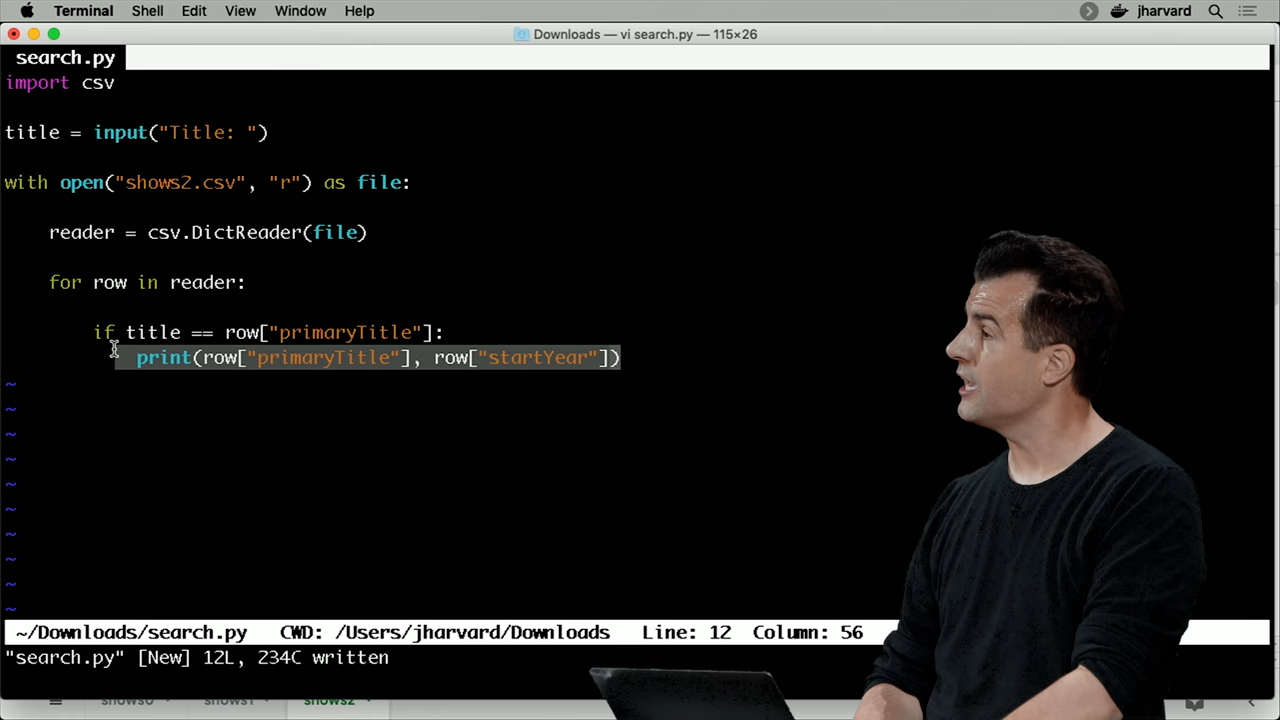 Terminal Shell Edit View Window Help jharvard
Downloads — vi search.py — 115×26
search.py
import csv
title = input("Title: ")
with open("shows2.csv", "r") as file:
reader = csv.DictReader(file)
for row in reader:
if title == row["primaryTitle"]:
print(row["primaryTitle"], row["startYear"])
~
~
~
~
~
~
~
~
~
~
~/Downloads/search.py CWD: /Users/jharvard/Downloads Line: 12 Column: 56
"search.py" [New] 12L, 234C written
shows0 shows1 shows2